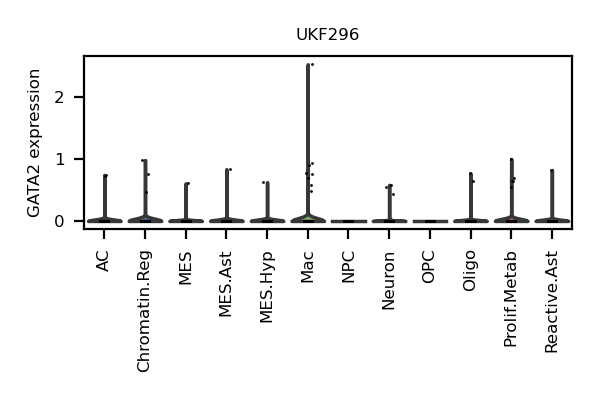 UKF296
GATA2 expression
2
1
0
AC
Chromatin.Reg
MES
MES.Ast
MES.Hyp
Mac
NPC
Neuron
OPC
Oligo
Prolif.Metab
Reactive.Ast